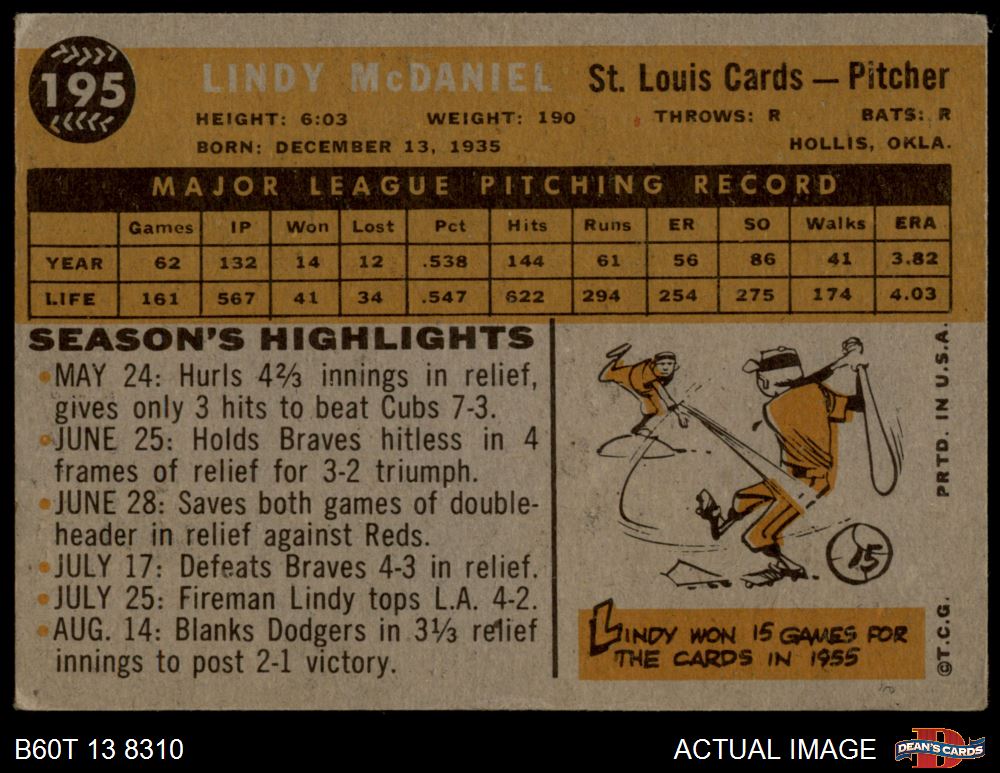 195
LINDY McDANIEL St. Louis Cards — Pitcher
HEIGHT: 6:03 WEIGHT: 190 THROWS: R BATS: R
BORN: DECEMBER 13, 1935 HOLLIS, OKLA.
MAJOR LEAGUE PITCHING RECORD
Games IP Won Lost Pct Hits Runs ER SO Walks ERA
YEAR 62 132 14 12 .538 144 61 56 86 41 3.82
LIFE 161 567 41 34 .547 622 294 254 275 174 4.03
SEASON'S HIGHLIGHTS
•MAY 24: Hurls 4⅔ innings in relief,
gives only 3 hits to beat Cubs 7-3.
•JUNE 25: Holds Braves hitless in 4
frames of relief for 3-2 triumph.
•JUNE 28: Saves both games of double-
header in relief against Reds.
•JULY 17: Defeats Braves 4-3 in relief.
•JULY 25: Fireman Lindy tops L.A. 4-2.
•AUG. 14: Blanks Dodgers in 3⅓ relief
innings to post 2-1 victory.
15
LINDY WON 15 GAMES FOR
THE CARDS IN 1955
©T.C.G. PRTD. IN U.S.A.
B60T 13 8310 ACTUAL IMAGE DEAN'S CARDS